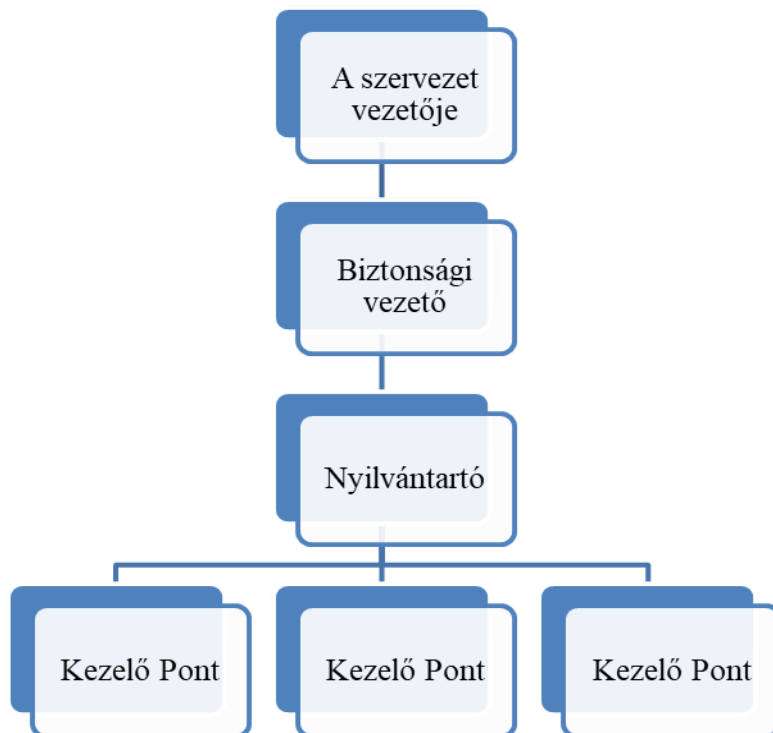 A szervezet
vezetője
Biztonsági
vezető
Nyilvántartó
Kezelő Pont
Kezelő Pont
Kezelő Pont